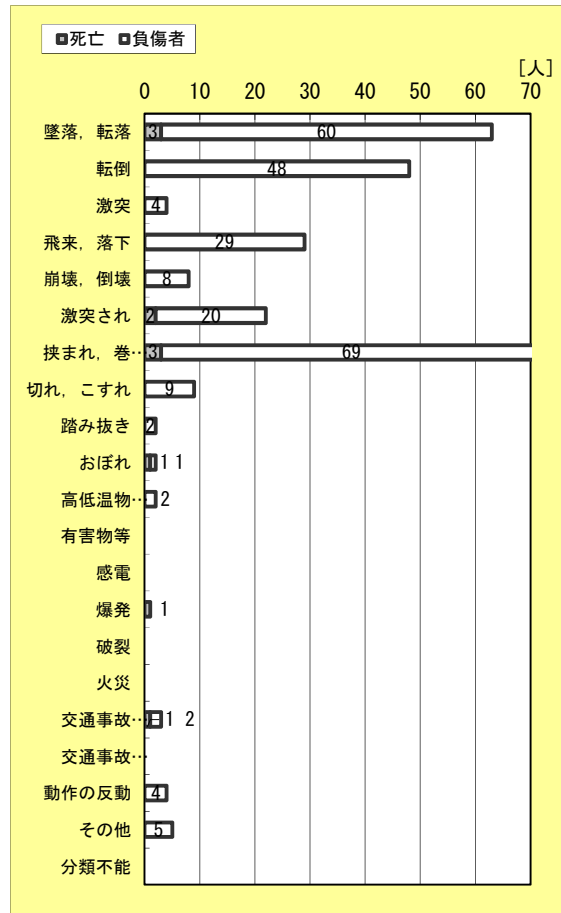 死亡 負傷者
[人]
0 10 20 30 40 50 60 70
墜落，転落 3 60
転倒 48
激突 4
飛来，落下 29
崩壊，倒壊 8
激突され 2 20
挟まれ，巻… 3 69
切れ，こすれ 9
踏み抜き 2
おぼれ 1 1
高低温物… 2
有害物等
感電
爆発 1
破裂
火災
交通事故… 1 2
交通事故…
動作の反動 4
その他 5
分類不能